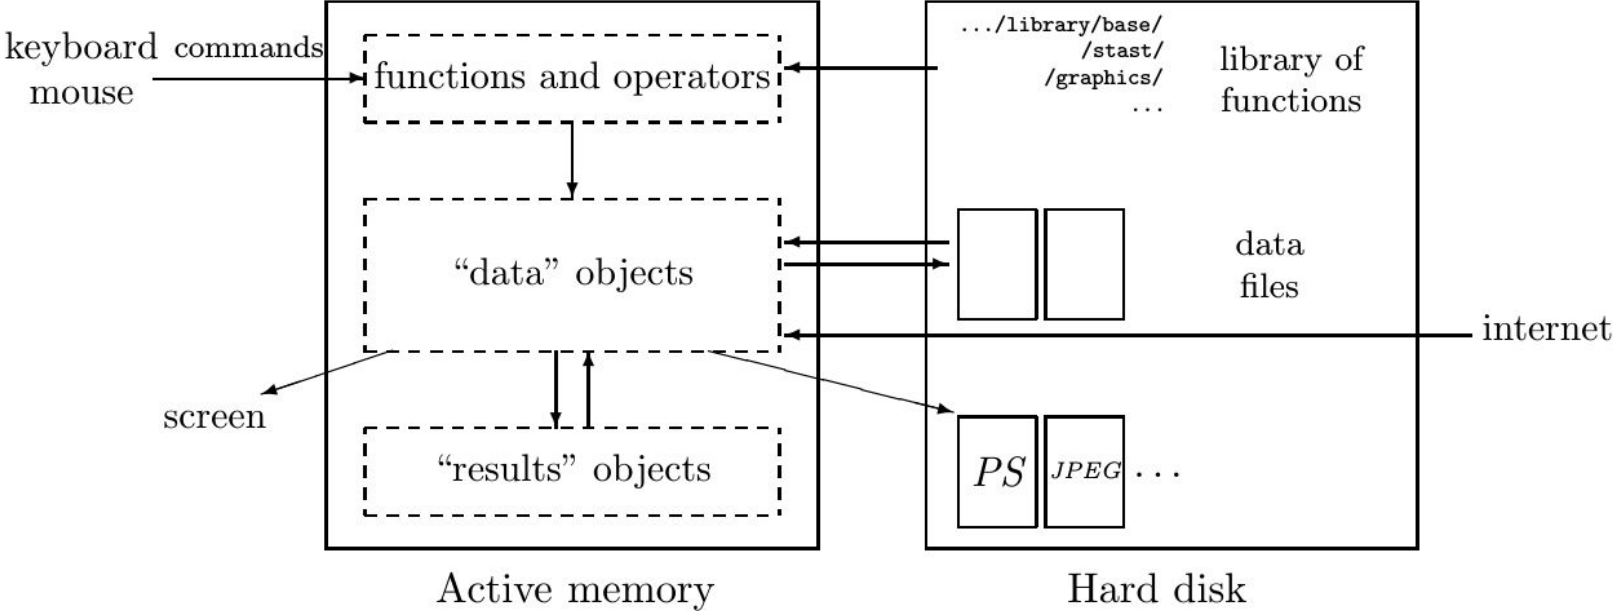 keyboard commands
mouse
functions and operators
“data” objects
“results” objects
screen
Active memory
.../library/base/
/stast/
/graphics/
...
library of
functions
data
files
internet
PS JPEG ...
Hard disk